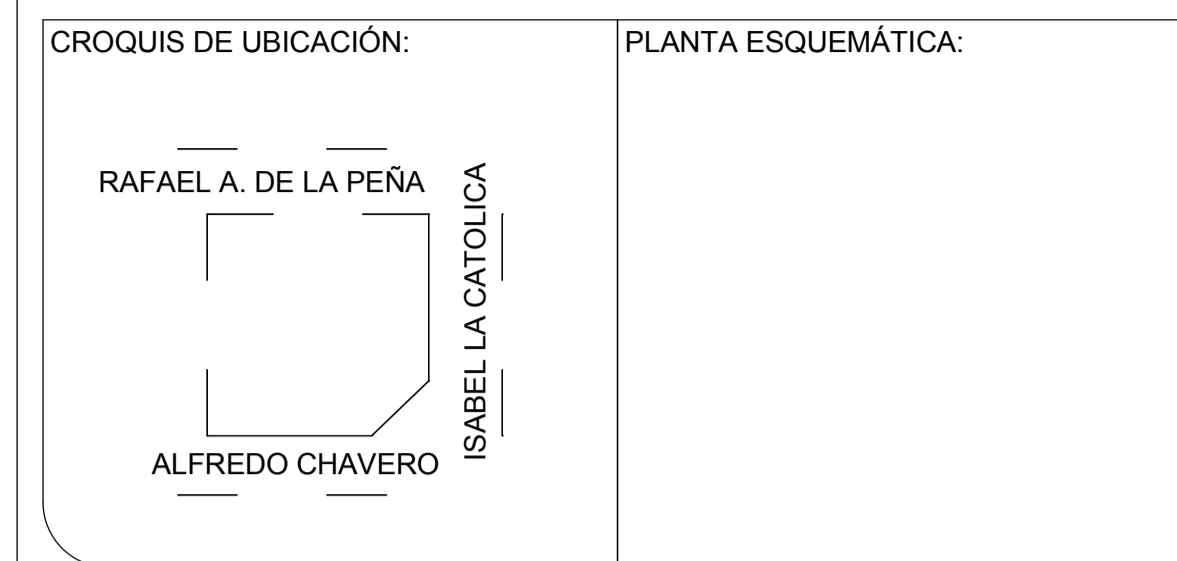 CROQUIS DE UBICACIÓN:
PLANTA ESQUEMÁTICA:
RAFAEL A. DE LA PEÑA
ISABEL LA CATOLICA
ALFREDO CHAVERO